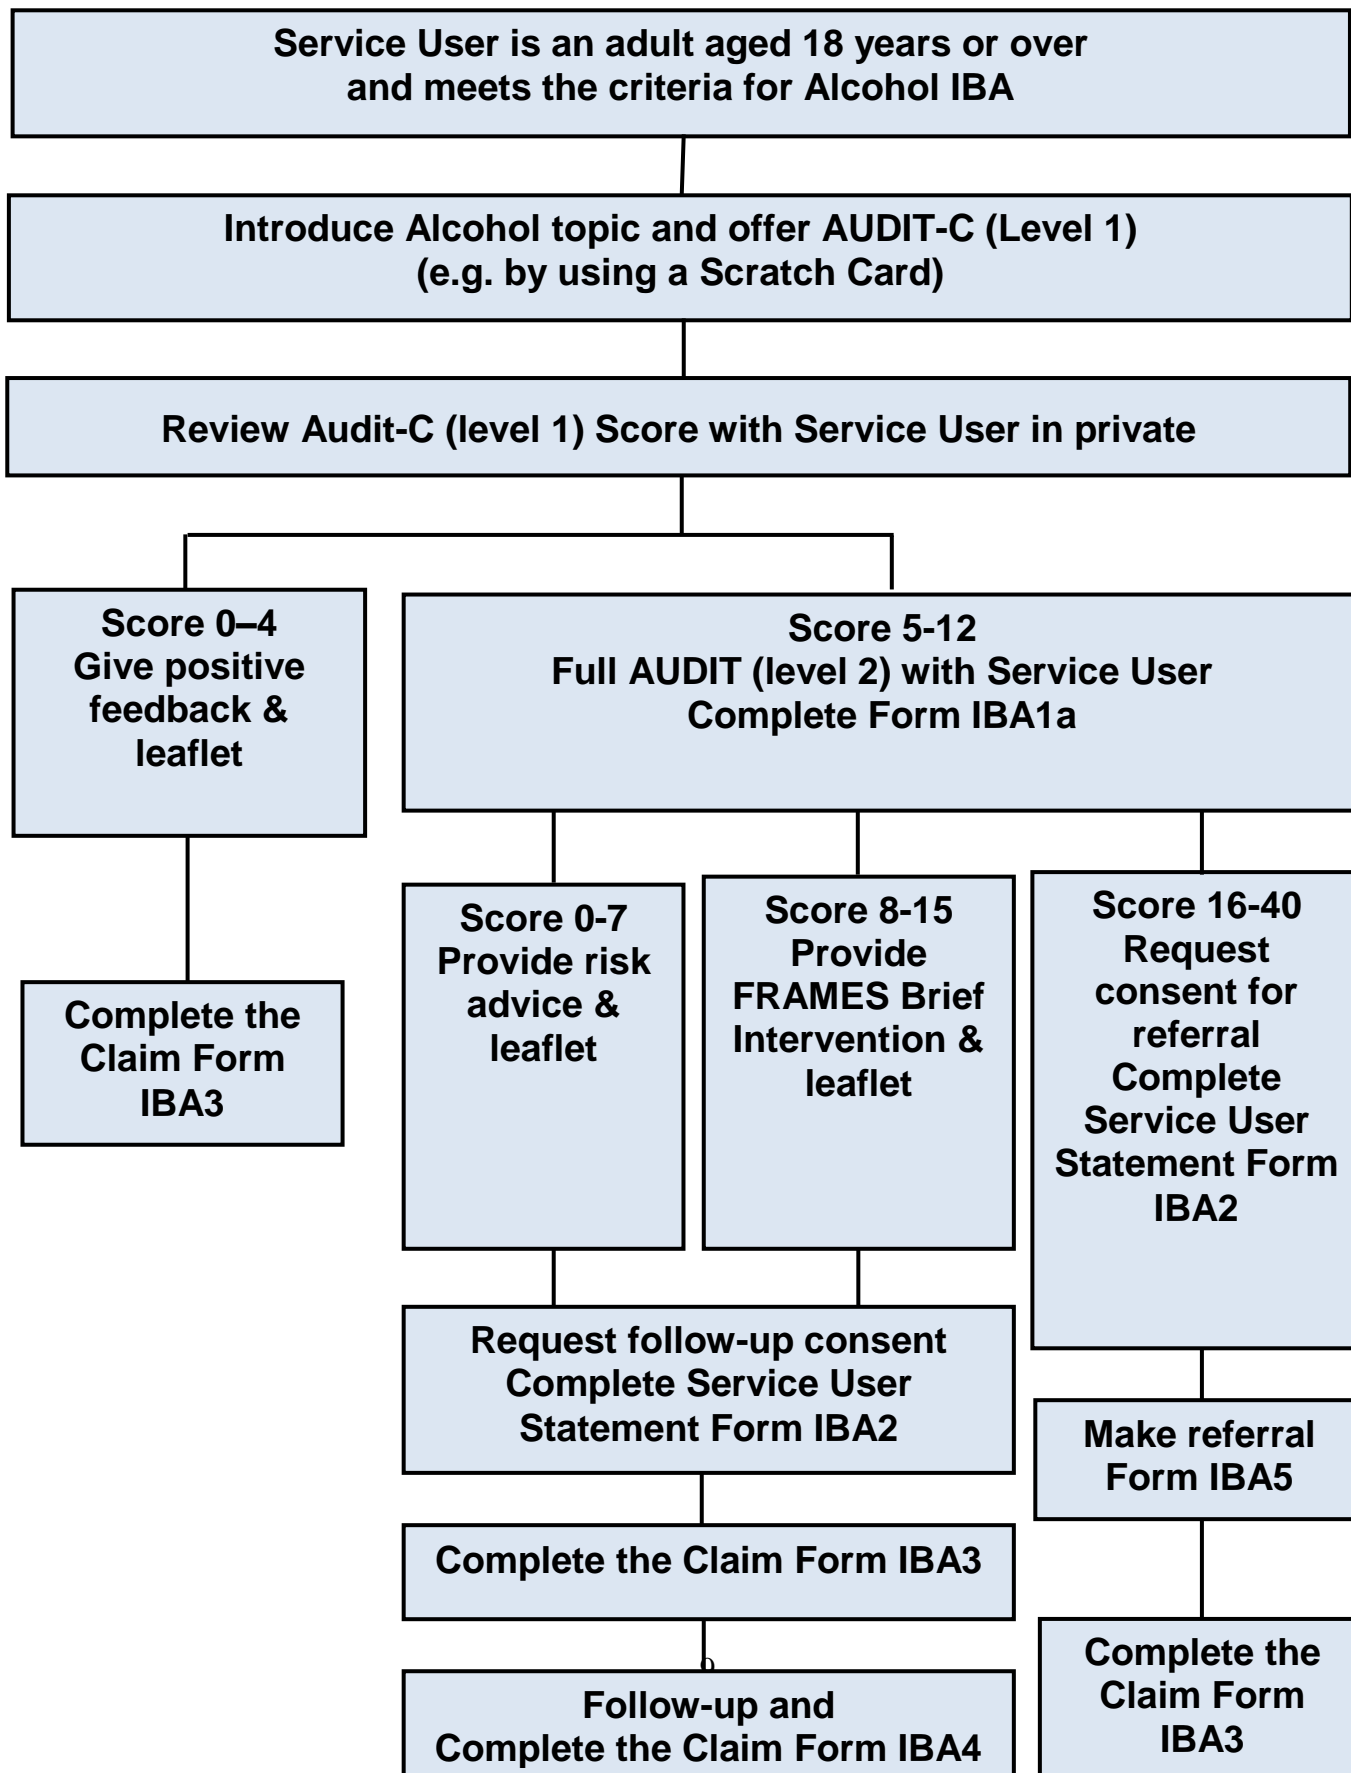 Service User is an adult aged 18 years or over
and meets the criteria for Alcohol IBA
Introduce Alcohol topic and offer AUDIT-C (Level 1)
(e.g. by using a Scratch Card)
Review Audit-C (level 1) Score with Service User in private
Score 0–4
Give positive
feedback &
leaflet
Score 5-12
Full AUDIT (level 2) with Service User
Complete Form IBA1a
Complete the
Claim Form
IBA3
Score 0-7
Provide risk
advice &
leaflet
Score 8-15
Provide
FRAMES Brief
Intervention &
leaflet
Score 16-40
Request
consent for
referral
Complete
Service User
Statement Form
IBA2
Request follow-up consent
Complete Service User
Statement Form IBA2
Make referral
Form IBA5
Complete the Claim Form IBA3
Complete the
Claim Form
IBA3
Follow-up and
Complete the Claim Form IBA4